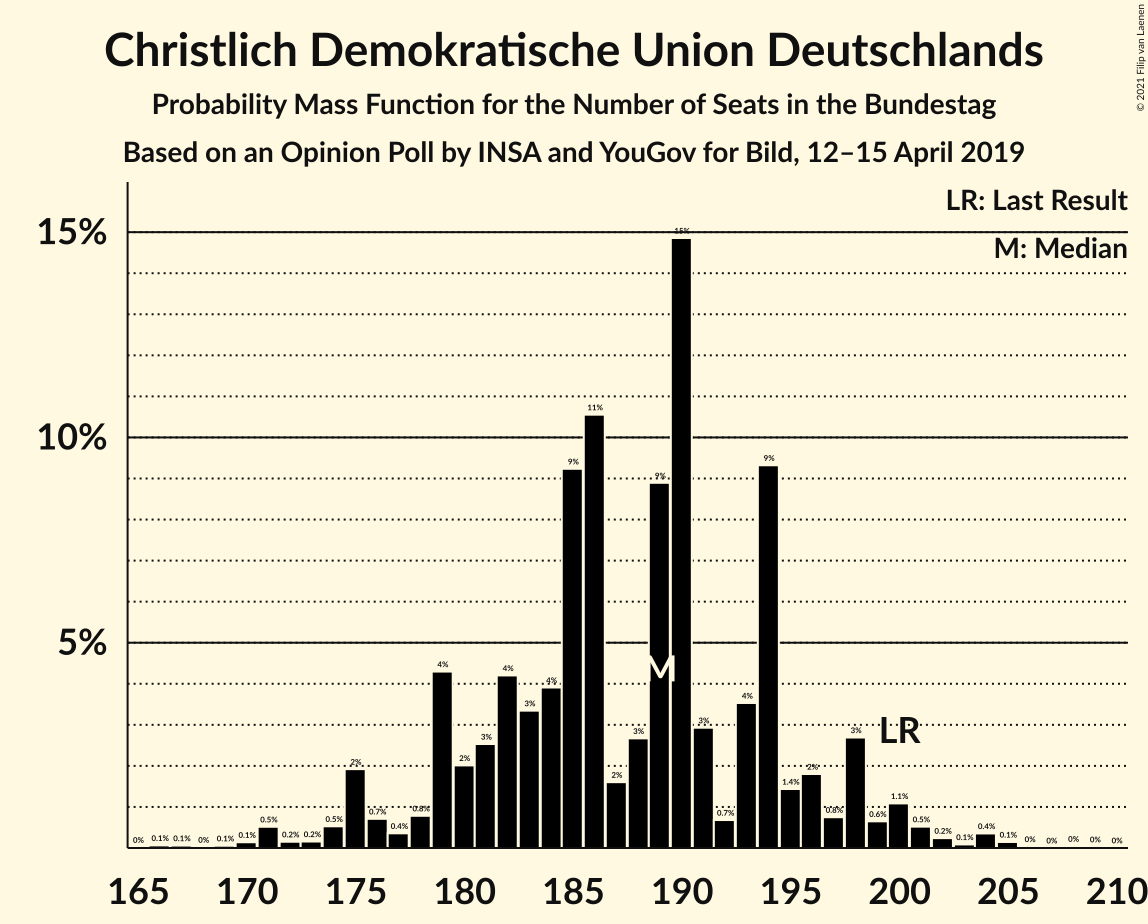 Christlich Demokratische Union Deutschlands
Probability Mass Function for the Number of Seats in the Bundestag
Based on an Opinion Poll by INSA and YouGov for Bild, 12–15 April 2019
© 2021 Filip van Laenen
LR: Last Result
M: Median
15%
10%
5%
0% 0.1% 0.1% 0% 0.1% 0.1% 0.5% 0.2% 0.2% 0.5% 2% 0.7% 0.4% 0.8% 4% 2% 3% 4% 3% 4% 9% 11% 2% 3% 9% 15% 3% 0.7% 4% 9% 1.4% 2% 0.8% 3% 0.6% 1.1% 0.5% 0.2% 0.1% 0.4% 0.1% 0% 0% 0% 0% 0%
M
LR
165 170 175 180 185 190 195 200 205 210